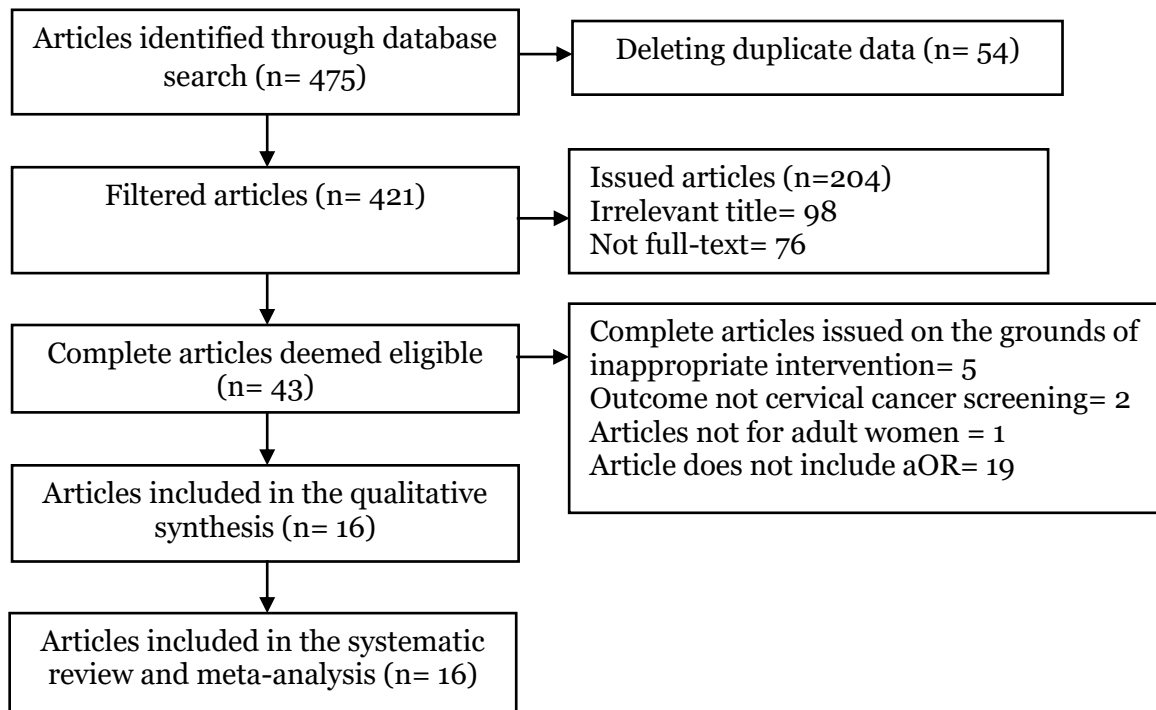 Articles identified through database
search (n= 475)
Deleting duplicate data (n= 54)
Filtered articles (n= 421)
Issued articles (n=204)
Irrelevant title= 98
Not full-text= 76
Complete articles deemed eligible
(n= 43)
Complete articles issued on the grounds of
inappropriate intervention= 5
Outcome not cervical cancer screening= 2
Articles not for adult women = 1
Article does not include aOR= 19
Articles included in the qualitative
synthesis (n= 16)
Articles included in the systematic
review and meta-analysis (n= 16)